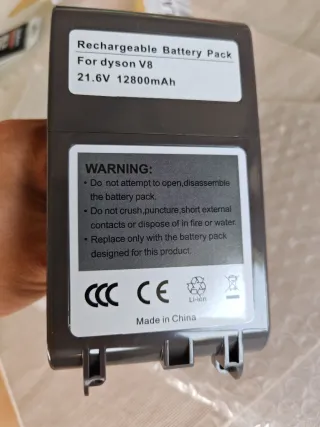 Rechargeable Battery Pack
For dyson V8
21.6V 12800mAh
WARNING:
• Do not attempt to open,disassemble
the battery pack.
• Do not crush,puncture,short external
contacts or dispose of in fire or water.
• Replace only with the battery pack
designed for this product.
CCC CE Li-ion
Made in China